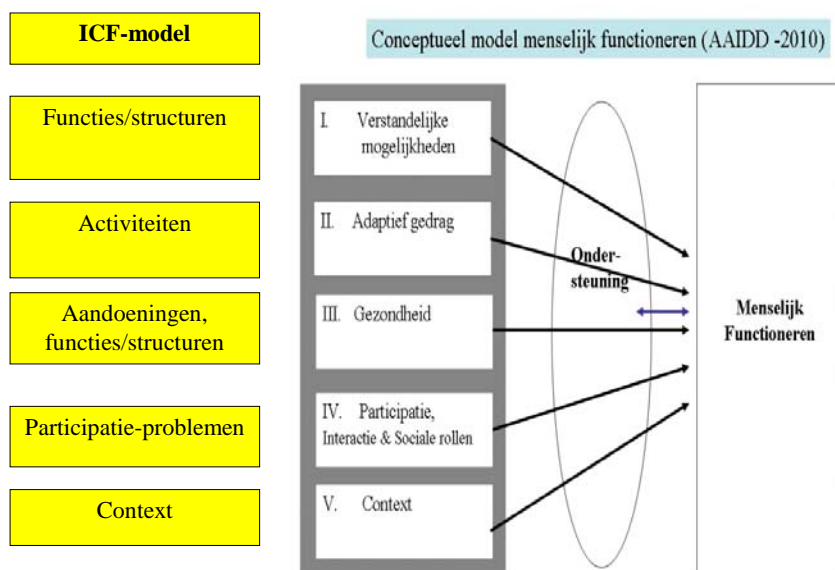 ICF-model
Conceptueel model menselijk functioneren (AAIDD -2010)
Functies/structuren
Activiteiten
Aandoeningen,
functies/structuren
Participatie-problemen
Context
I. Verstandelijke
mogelijkheden
II. Adaptief gedrag
III. Gezondheid
IV. Participatie,
Interactie & Sociale rollen
V. Context
Onder-
steuning
Menselijk
Functioneren